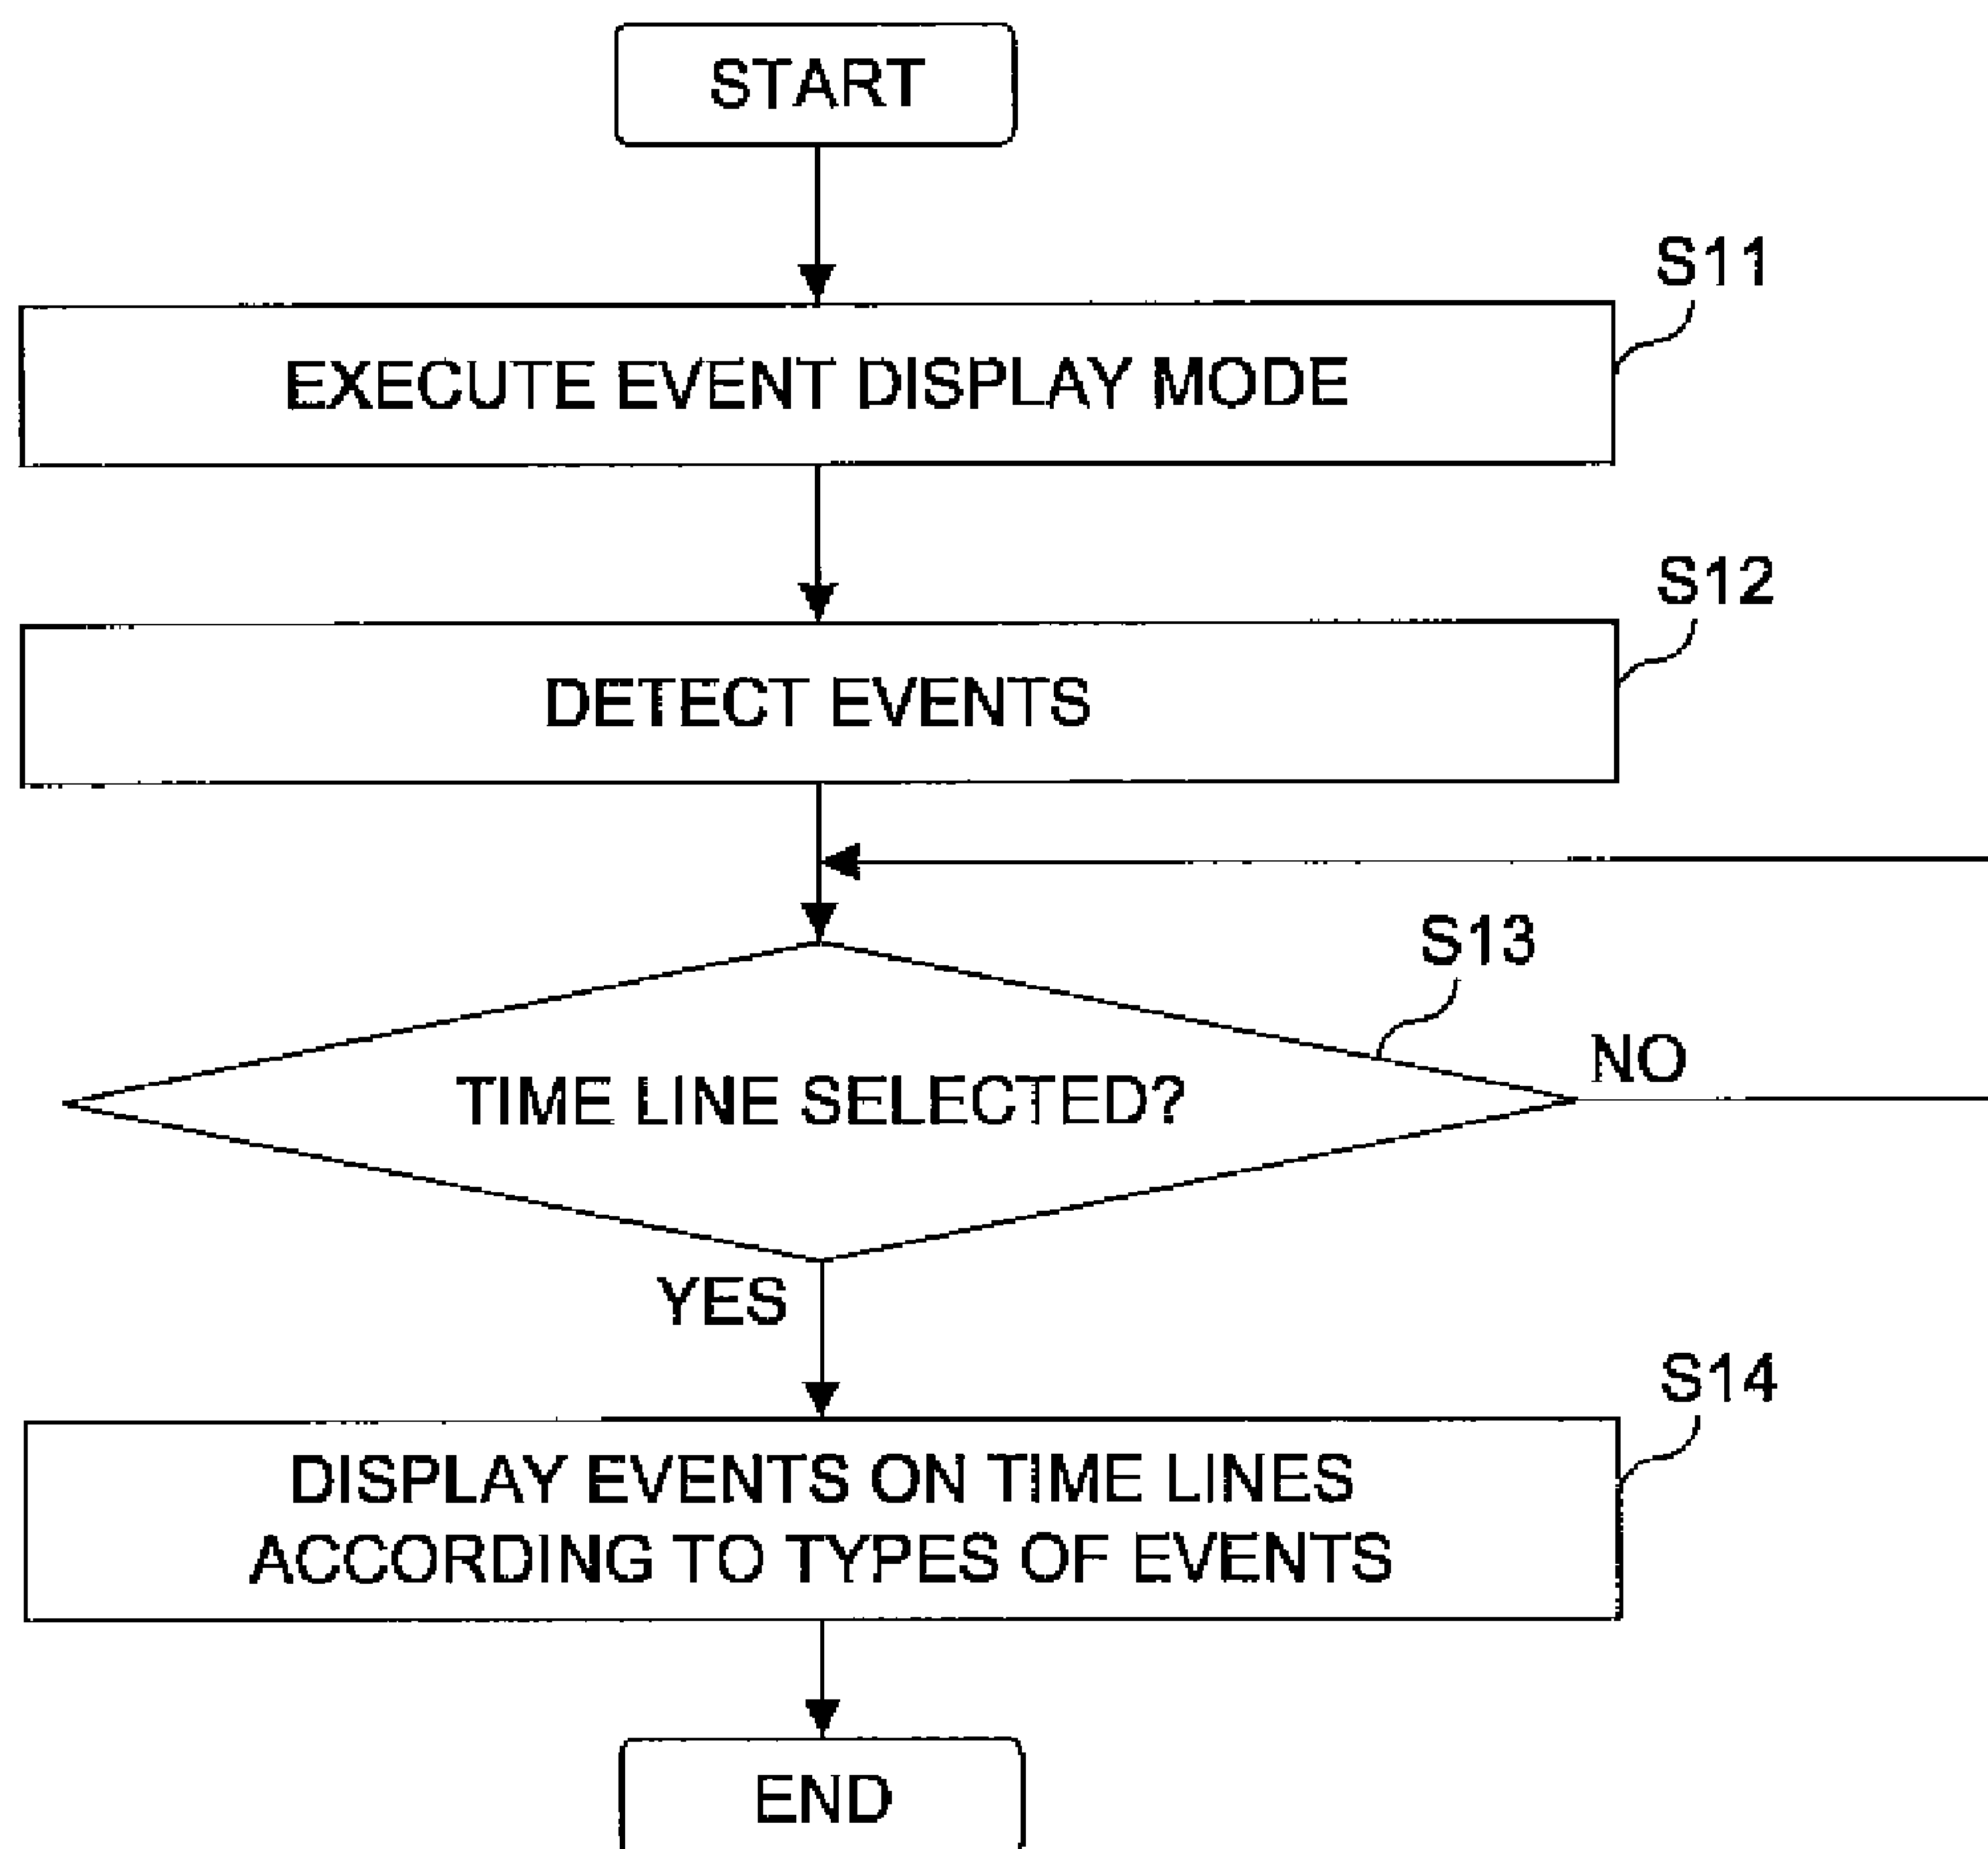 START
S11
EXECUTE EVENT DISPLAY MODE
S12
DETECT EVENTS
S13
TIME LINE SELECTED?
NO
YES
S14
DISPLAY EVENTS ON TIME LINES
ACCORDING TO TYPES OF EVENTS
END